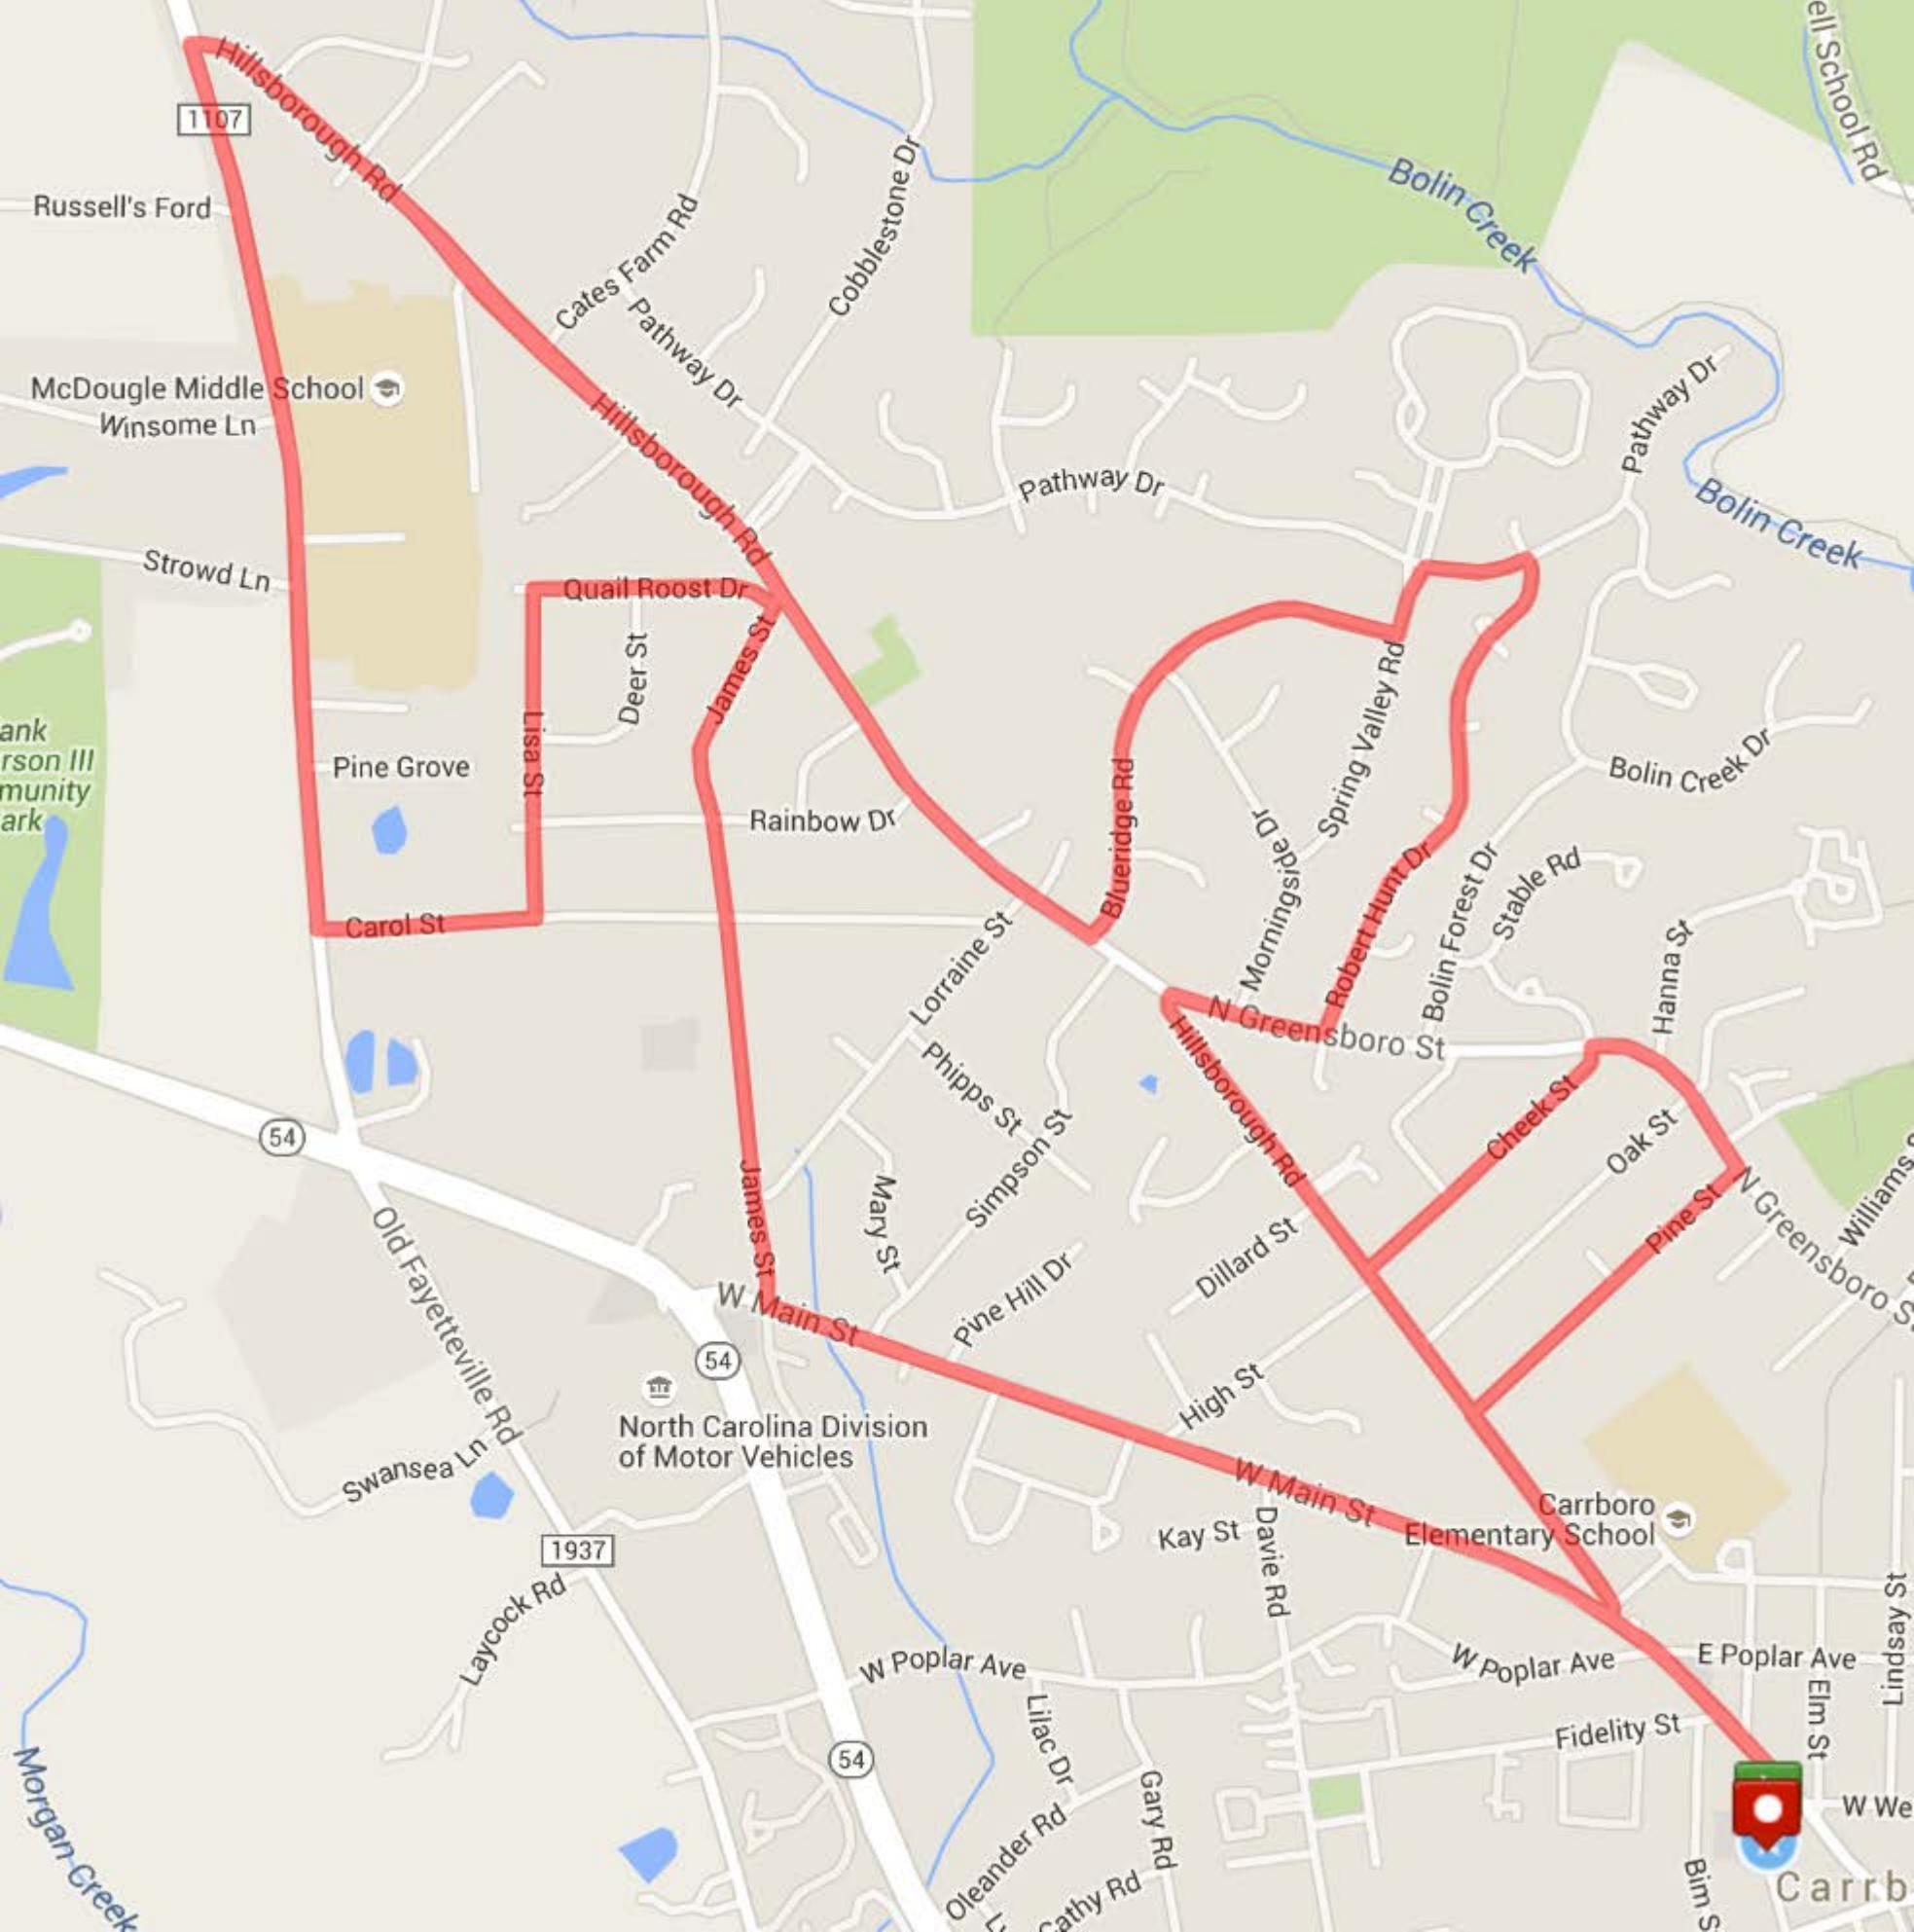 Hillsborough Rd
1107
Russell's Ford
ell School Rd
Bolin Creek
Cates Farm Rd
Cobblestone Dr
Pathway Dr
McDougle Middle School
Winsome Ln
Hillsborough Rd
Pathway Dr
Pathway Dr
Bolin Creek
Strowd Ln
Quail Roost Dr
James St
Deer St
Lisa St
ank
rson III
munity
ark
Pine Grove
Rainbow Dr
Blueridge Rd
Spring Valley Rd
Morningside Dr
Robert Hunt Dr
Bolin Creek Dr
Bolin Forest Dr
Stable Rd
Hanna St
Carol St
Lorraine St
N Greensboro St
Hillsborough Rd
Phipps St
Simpson St
Cheek St
Oak St
54
James St
Mary St
Pine St
N Greensboro St
Williams S
Old Fayetteville Rd
Dillard St
Pine Hill Dr
W Main St
54
High St
North Carolina Division
of Motor Vehicles
Swansea Ln
W Main St
Carrboro
Elementary School
Kay St
Davie Rd
1937
Laycock Rd
Lindsay St
W Poplar Ave
W Poplar Ave
E Poplar Ave
Elm St
Lilac Dr
Fidelity St
54
Gary Rd
Morgan Creek
Oleander Rd
Cathy Rd
W We
Bim S
Carrb